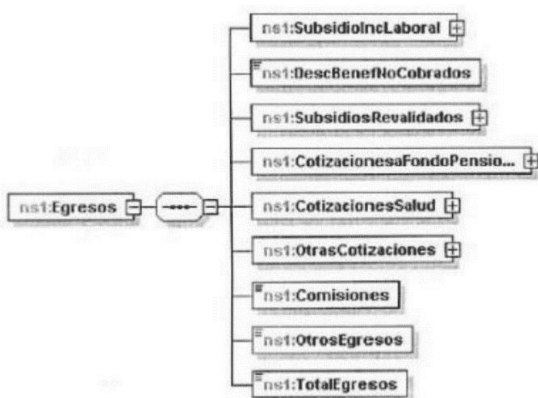 ns1:SubsidioIncLaboral
ns1:DescBenefNoCobrados
ns1:SubsidiosRevalidados
ns1:CotizacionesaFondoPensio...
ns1:Egresos
ns1:CotizacionesSalud
ns1:OtrasCotizaciones
ns1:Comisiones
ns1:OtrosEgresos
ns1:TotalEgresos